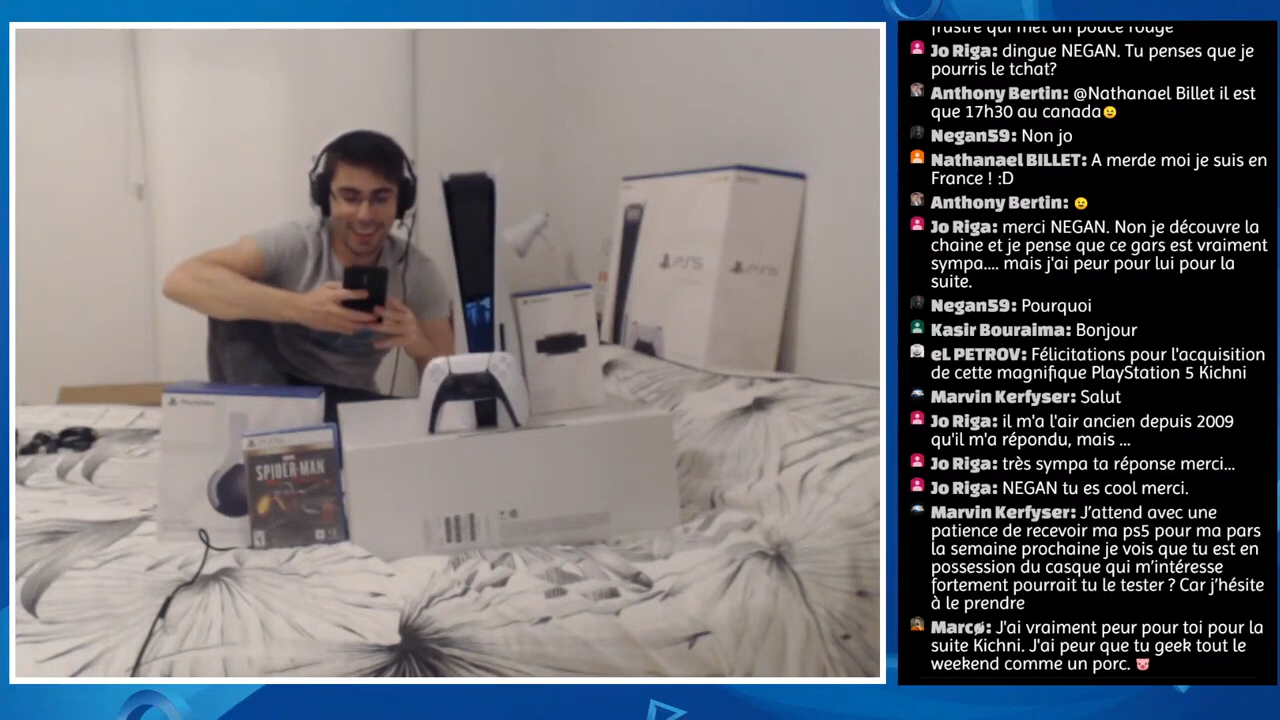 frustré qui met un pouce rouge
Jo Riga: dingue NEGAN. Tu penses que je
pourris le tchat?
Anthony Bertin: @Nathanael Billet il est
que 17h30 au canada😉
Negan59: Non jo
Nathanael BILLET: A merde moi je suis en
France ! :D
Anthony Bertin: 😉
Jo Riga: merci NEGAN. Non je découvre la
chaine et je pense que ce gars est vraiment
sympa.... mais j'ai peur pour lui pour la
suite.
Negan59: Pourquoi
Kasir Bouraima: Bonjour
eL PETROV: Félicitations pour l'acquisition
de cette magnifique PlayStation 5 Kichni
Marvin Kerfyser: Salut
Jo Riga: il m'a l'air ancien depuis 2009
qu'il m'a répondu, mais ...
Jo Riga: très sympa ta réponse merci...
Jo Riga: NEGAN tu es cool merci.
Marvin Kerfyser: J'attend avec une
patience de recevoir ma ps5 pour ma pars
la semaine prochaine je vois que tu est en
possession du casque qui m'intéresse
fortement pourrait tu le tester ? Car j'hésite
à le prendre
Marcø: J'ai vraiment peur pour toi pour la
suite Kichni. J'ai peur que tu geek tout le
weekend comme un porc. 🐷
PS5
PS5
PS5
SPIDER-MAN